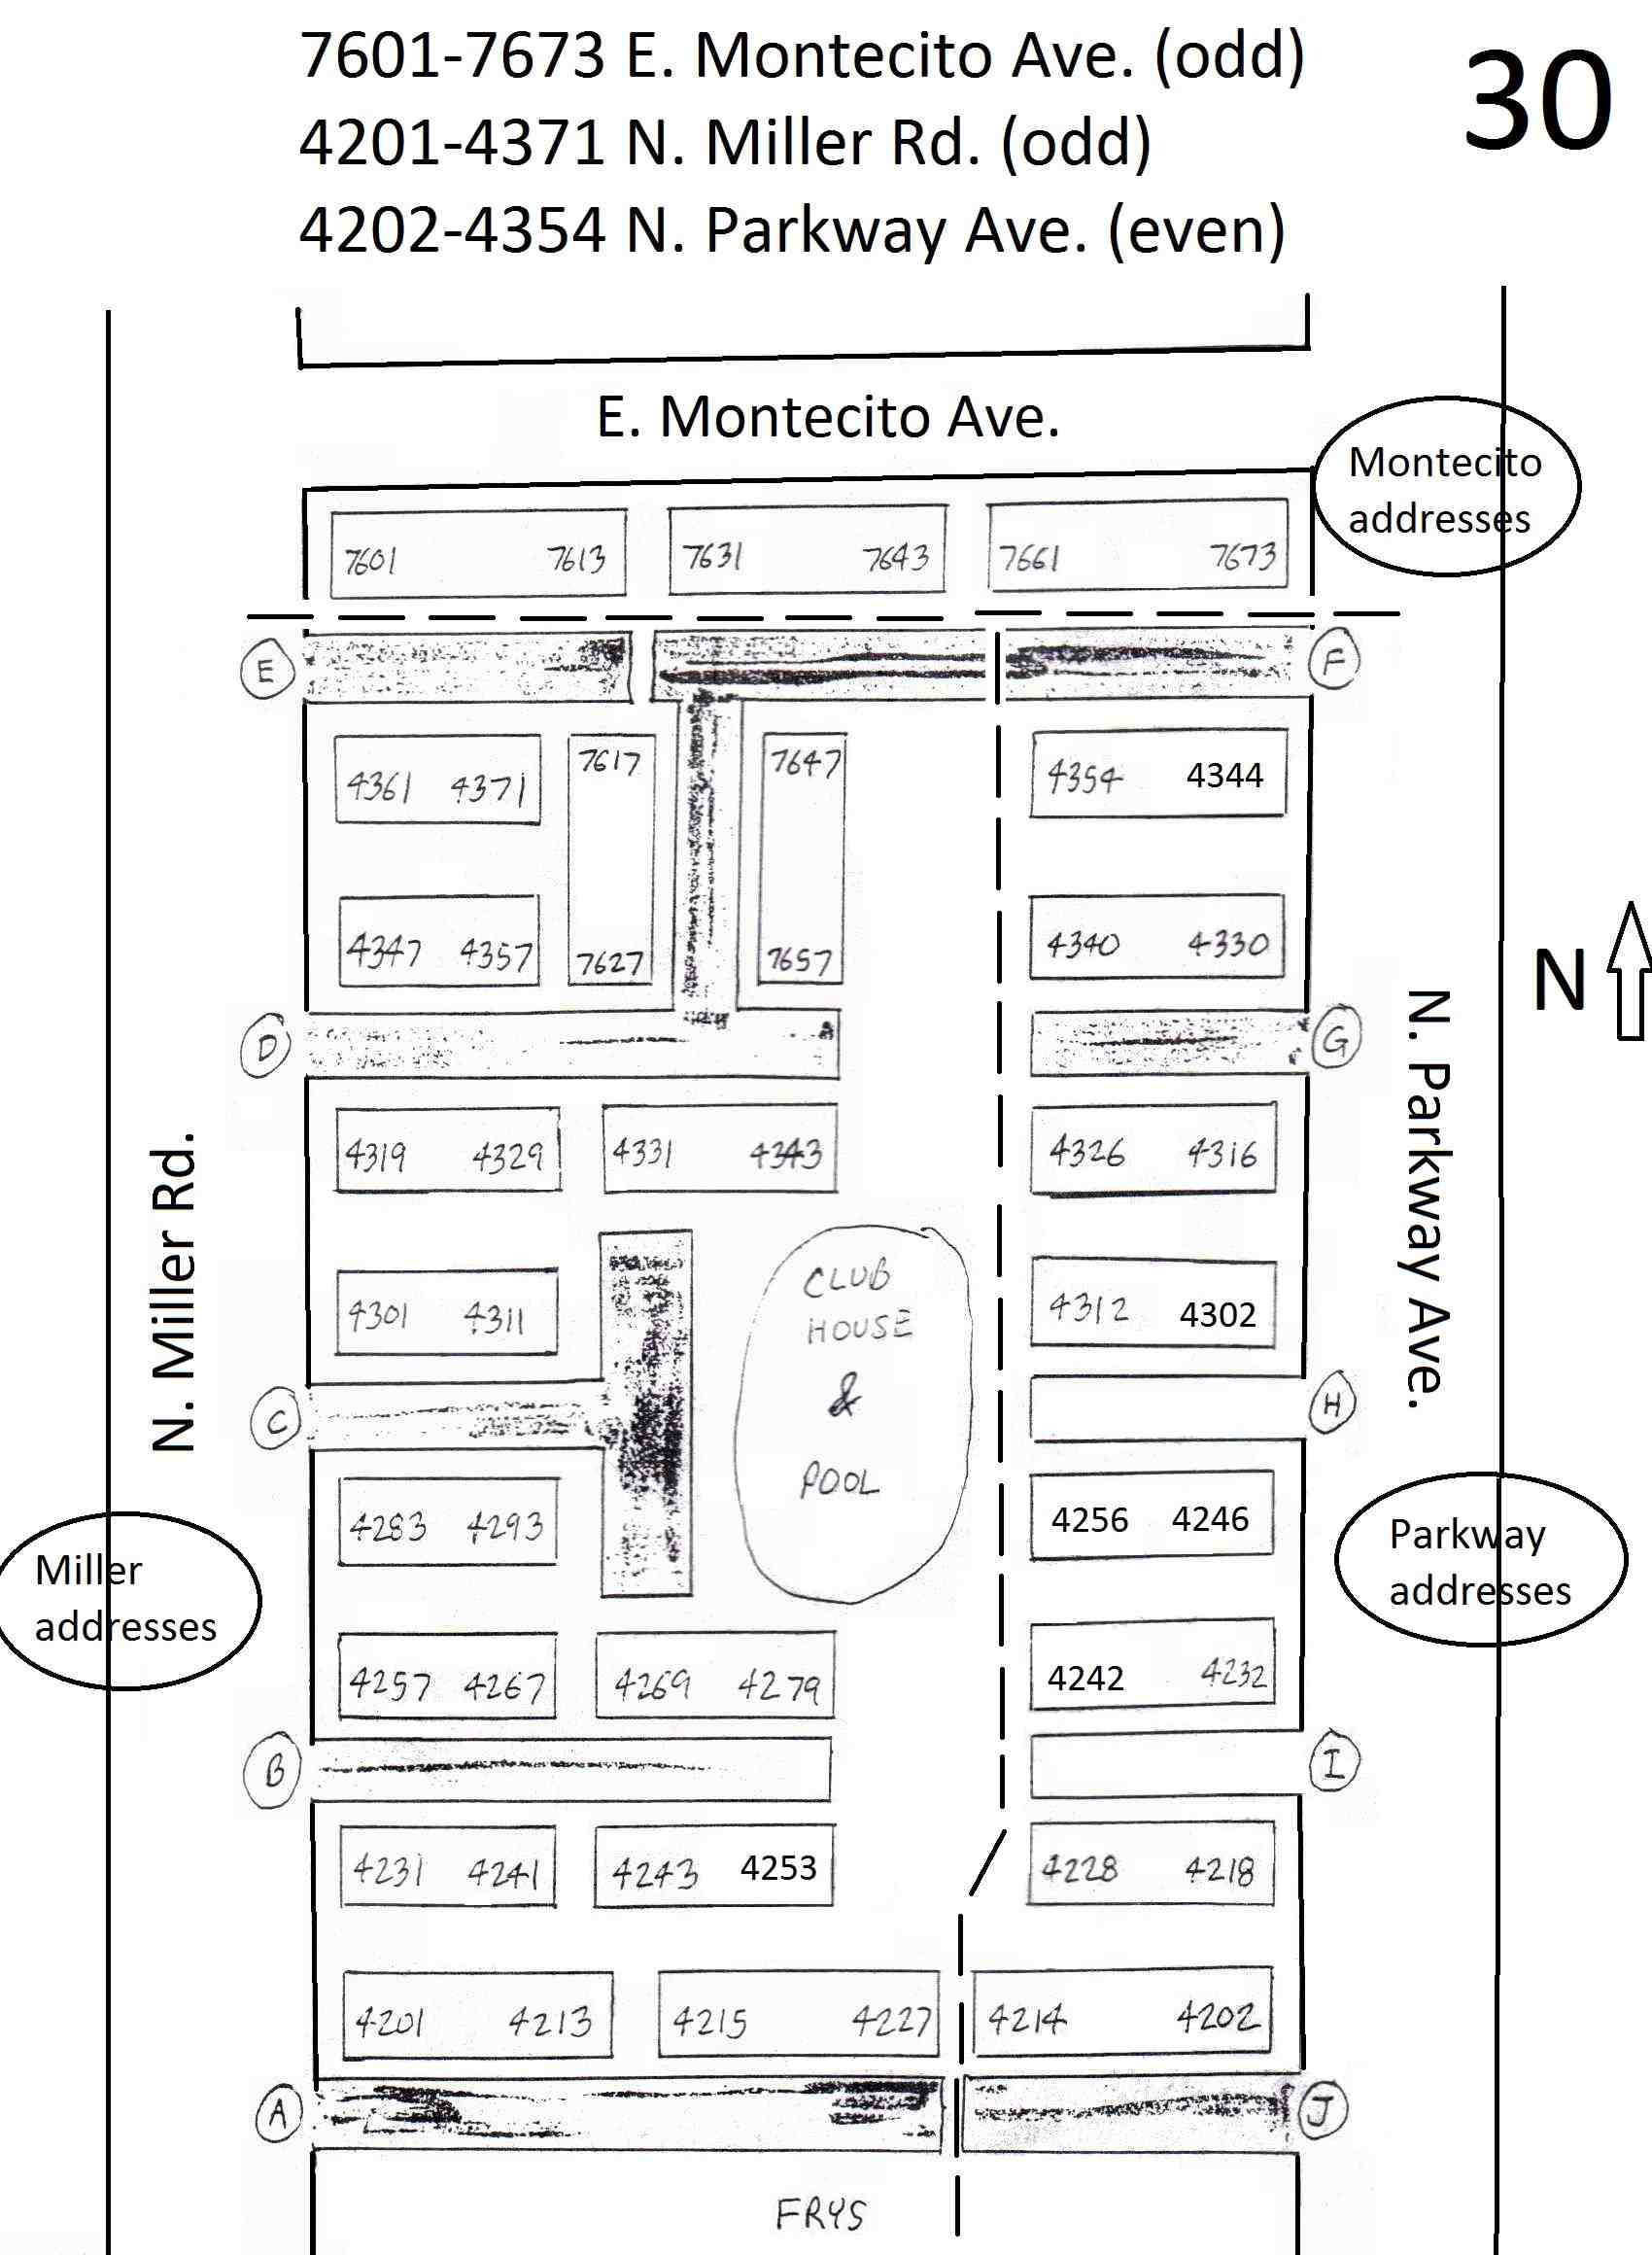 7601-7673 E. Montecito Ave. (odd)
30
4201-4371 N. Miller Rd. (odd)
4202-4354 N. Parkway Ave. (even)
E. Montecito Ave.
Montecito
addresses
7601 7613 7631 7643 7661 7673
E F
4361 4371 7617 7647 4354 4344
4347 4357 7627 7657 4340 4330
N
D G
N. Parkway Ave.
N. Miller Rd.
4319 4329 4331 4343 4326 4316
CLUB
HOUSE
&
POOL
4301 4311 4312 4302
C H
4283 4293 4256 4246
Miller
addresses
Parkway
addresses
4257 4267 4269 4279 4242 4232
B I
4231 4241 4243 4253 4228 4218
4201 4213 4215 4227 4214 4202
A J
FRYS